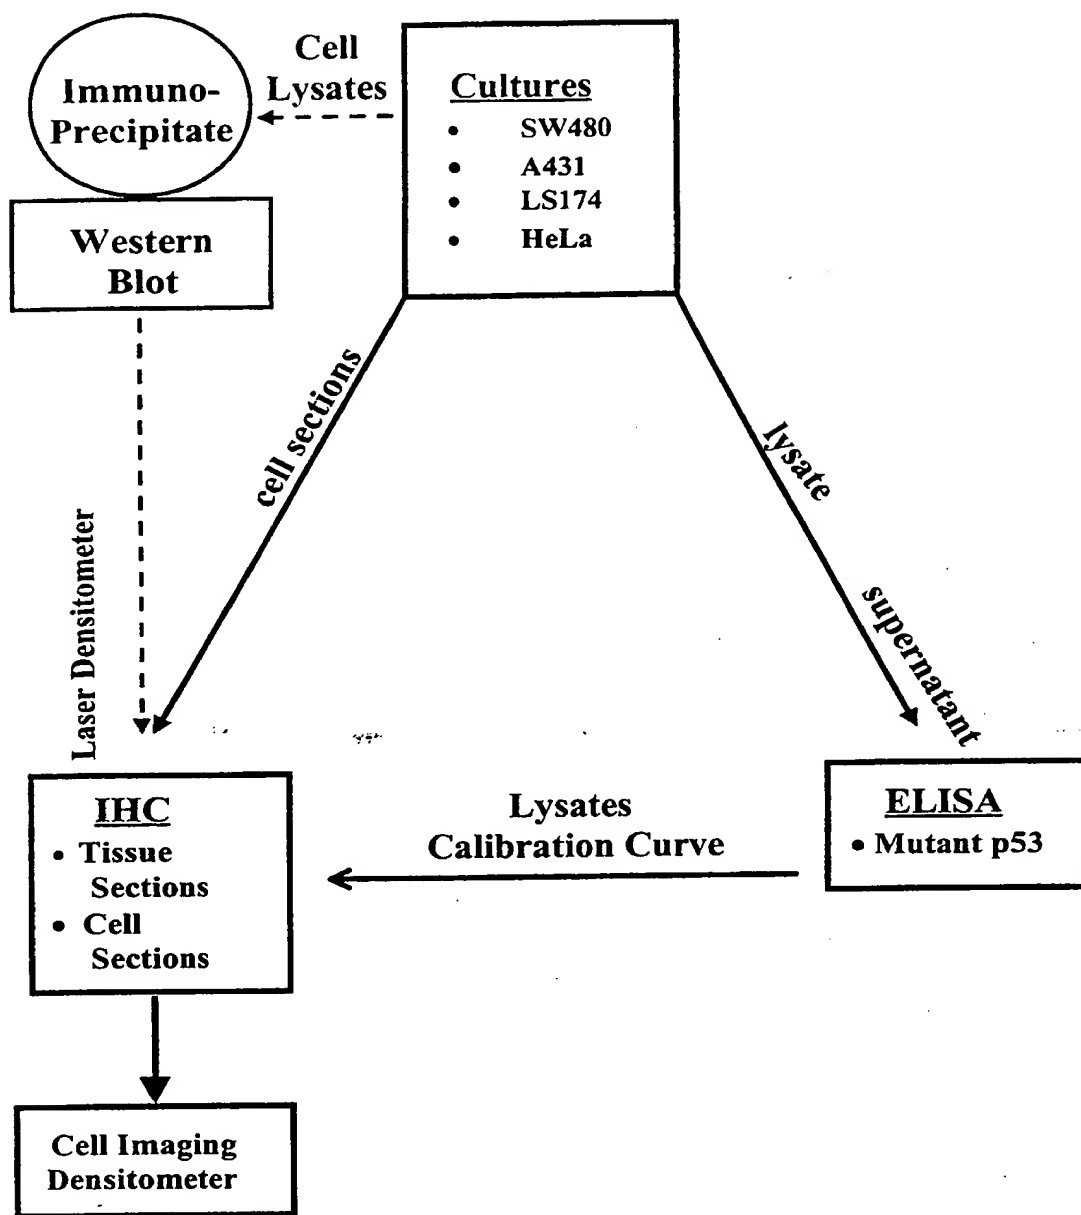 Cell
Lysates
Immuno-
Precipitate
Cultures
• SW480
• A431
• LS174
• HeLa
Western
Blot
cell sections
lysate
supernatant
Laser Densitometer
IHC
• Tissue
Sections
• Cell
Sections
Lysates
Calibration Curve
ELISA
• Mutant p53
Cell Imaging
Densitometer